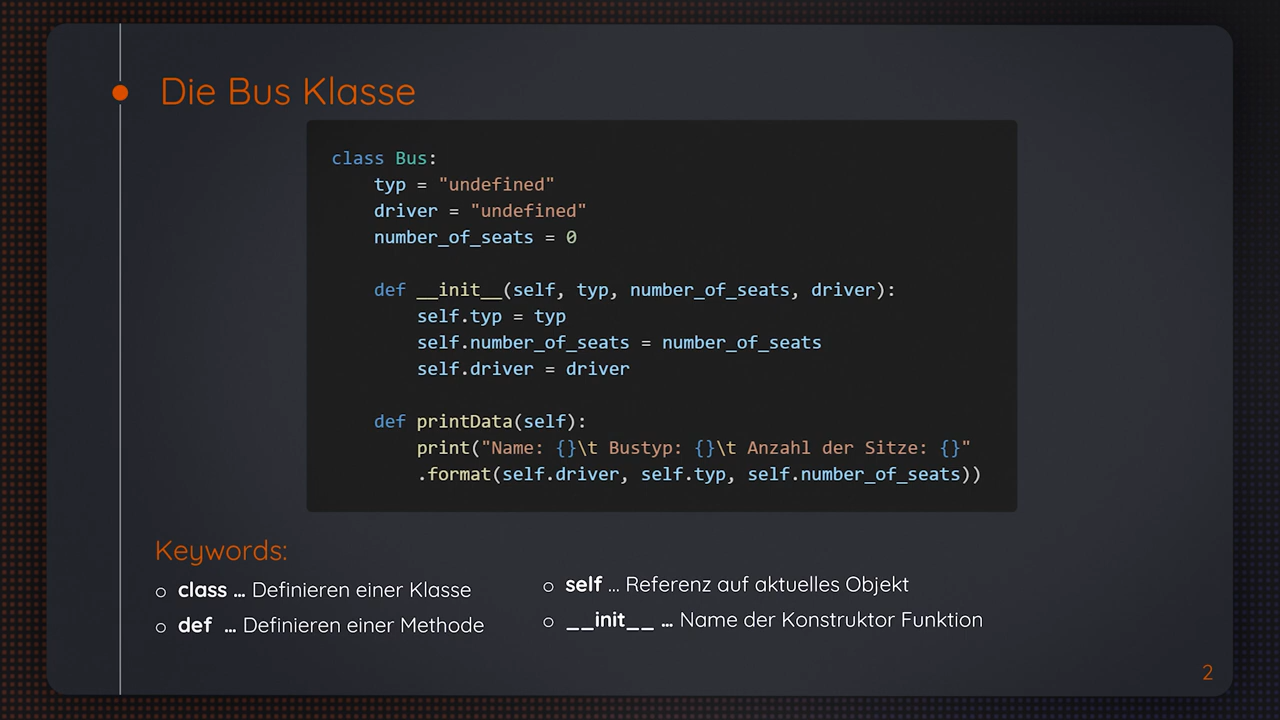 Die Bus Klasse
class Bus:
    typ = "undefined"
    driver = "undefined"
    number_of_seats = 0

    def __init__(self, typ, number_of_seats, driver):
        self.typ = typ
        self.number_of_seats = number_of_seats
        self.driver = driver

    def printData(self):
        print("Name: {}\t Bustyp: {}\t Anzahl der Sitze: {}"
        .format(self.driver, self.typ, self.number_of_seats))
Keywords:
class … Definieren einer Klasse
def … Definieren einer Methode
self … Referenz auf aktuelles Objekt
__init__ … Name der Konstruktor Funktion
2